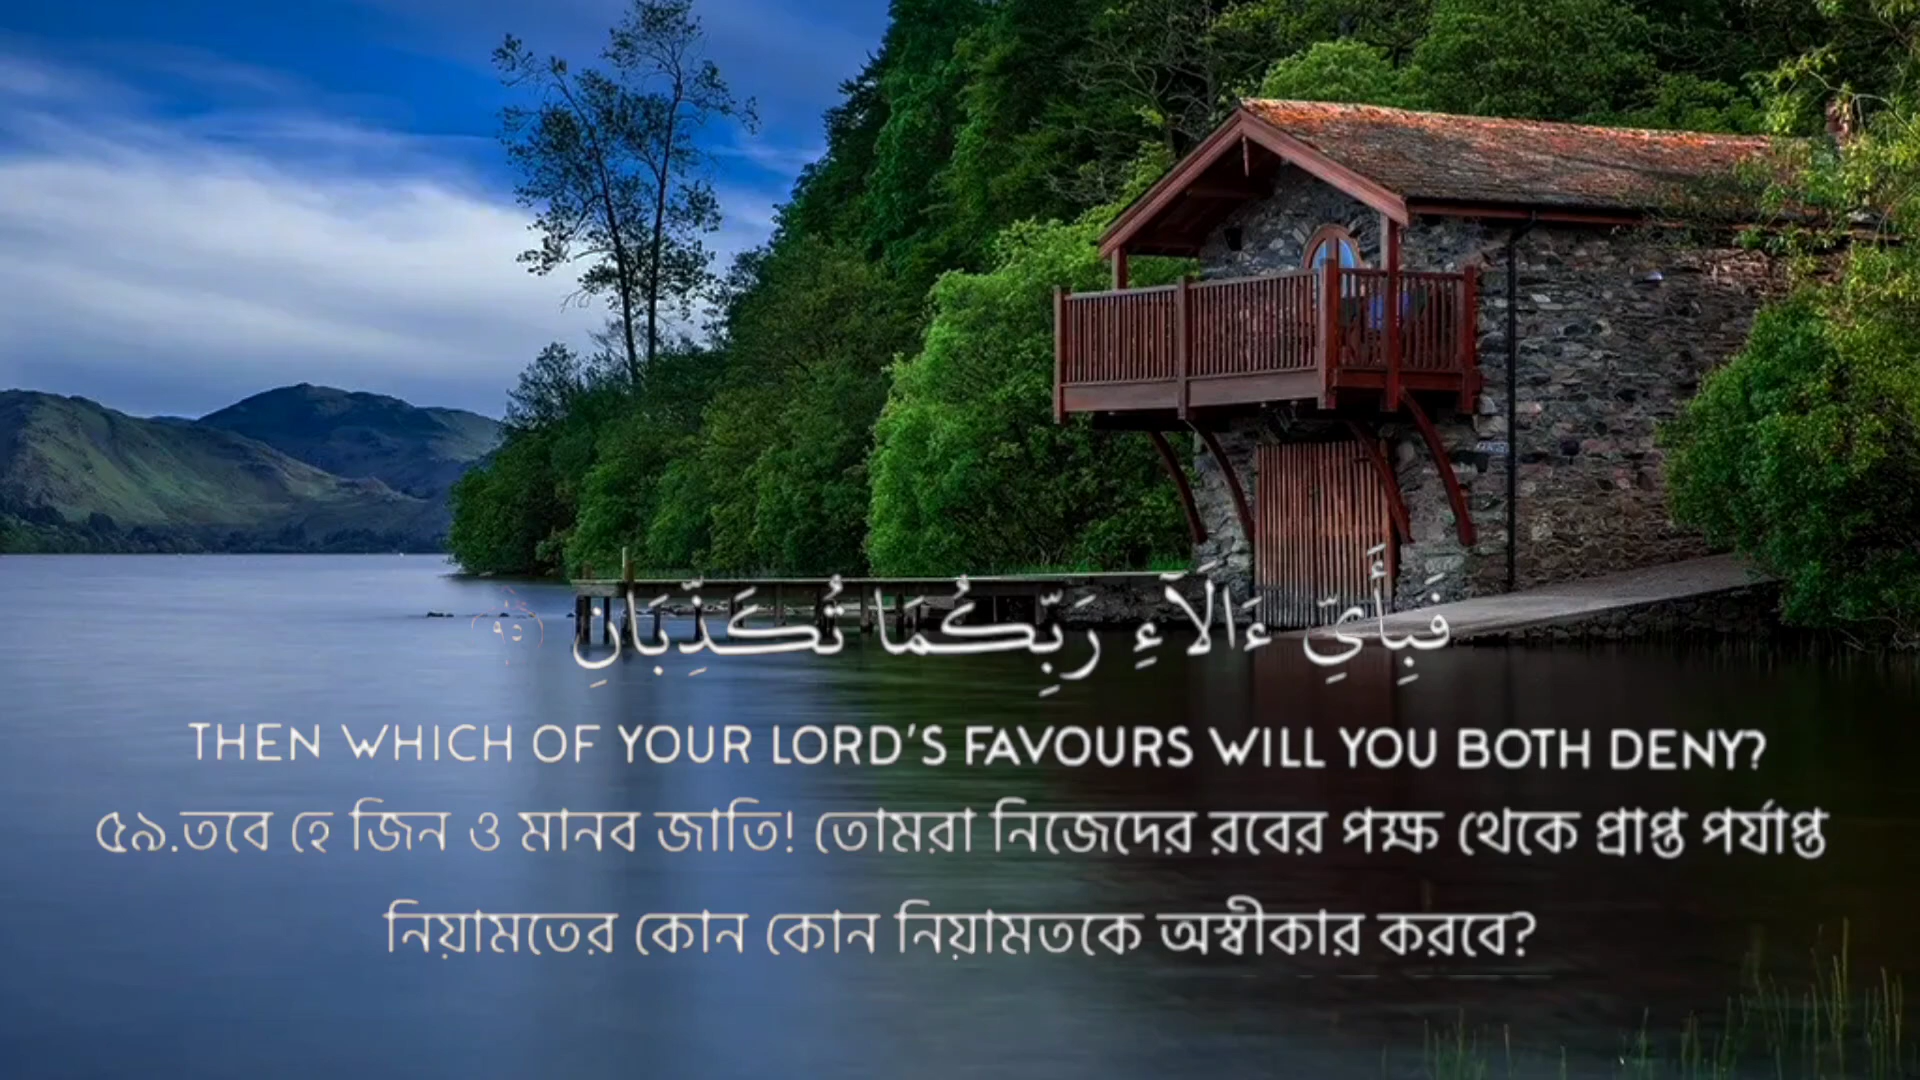 فَبِأَيِّ ءَالَآءِ رَبِّكُمَا تُكَذِّبَانِ
THEN WHICH OF YOUR LORD'S FAVOURS WILL YOU BOTH DENY?
৫৯.তবে হে জিন ও মানব জাতি! তোমরা নিজেদের রবের পক্ষ থেকে প্রাপ্ত পর্যাপ্ত
নিয়ামতের কোন কোন নিয়ামতকে অস্বীকার করবে?